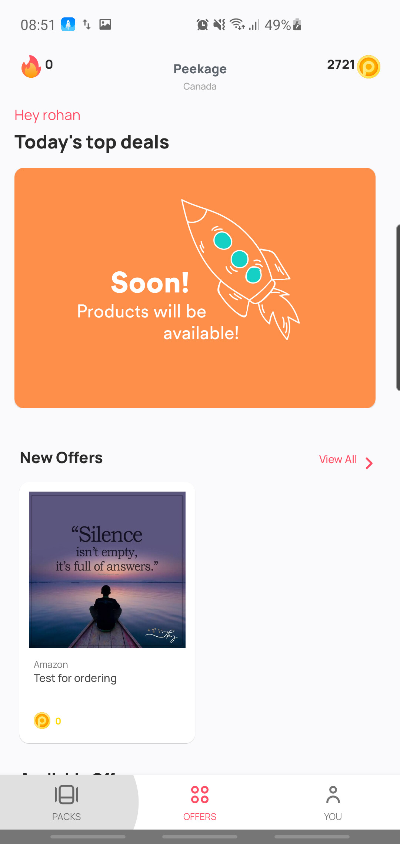 08:51
49%
0
Peekage
Canada
2721
Hey rohan
Today's top deals
Soon!
Products will be
available!
New Offers
View All
“Silence
isn't empty,
it's full of answers.”
Amazon
Test for ordering
0
PACKS
OFFERS
YOU